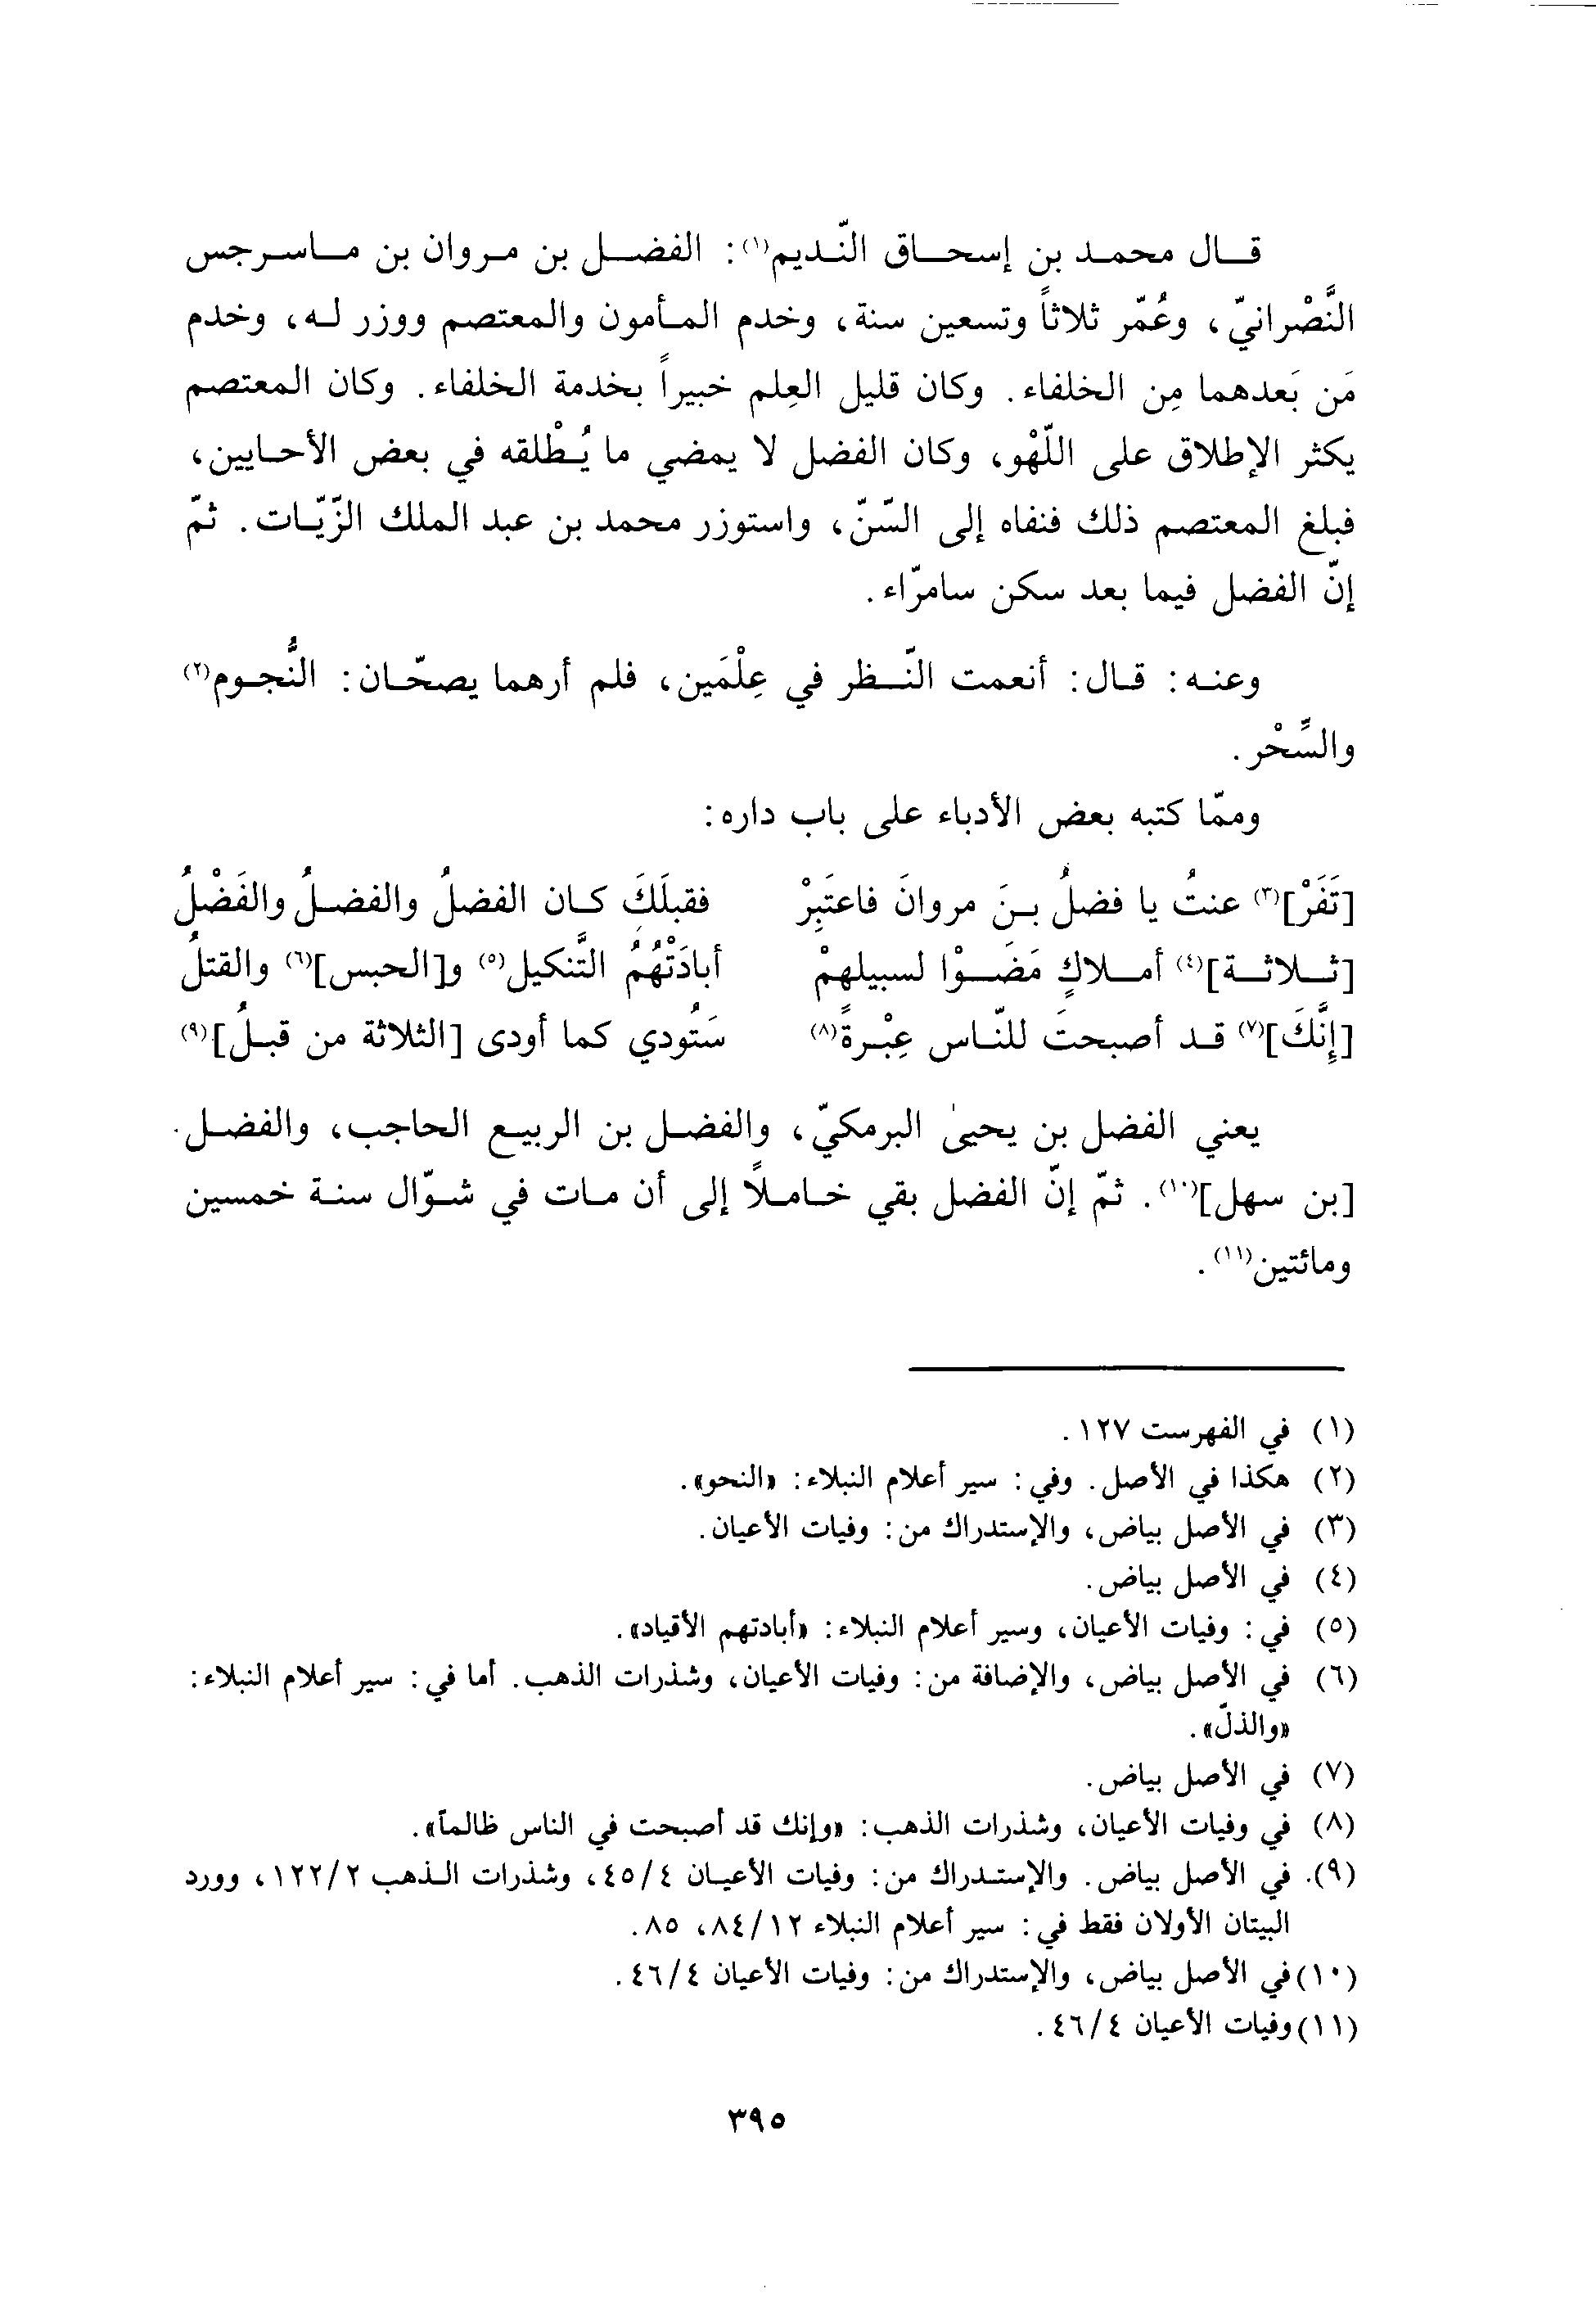 قال محمد بن إسحاق النّديم(١): الفضل بن مروان بن ماسرجس
النَّصْرانيّ، وعُمّر ثلاثاً وتسعين سنة، وخدم المأمون والمعتصم ووزر له، وخدم
مَن بَعدهما مِن الخلفاء. وكان قليل العِلم خبيراً بخدمة الخلفاء. وكان المعتصم
يكثر الإطلاق على اللّهْو، وكان الفضل لا يمضي ما يُطْلقه في بعض الأحايين،
فبلغ المعتصم ذلك فنفاه إلى السّنّ، واستوزر محمد بن عبد الملك الزّيّات. ثمّ
إنّ الفضل فيما بعد سكن سامرّاء.
وعنه: قال: أنعمت النّظر في عِلْمَين، فلم أرهما يصحّان: النُّجوم(٢)
والسِّحْر.
وممّا كتبه بعض الأدباء على باب داره:
[تَفَرْ](٣) عنتُ يا فضلُ بنَ مروانَ فاعتَبِرْ فقبلَكَ كان الفضلُ والفضلُ والفَضْلُ
[ثلاثة](٤) أملاكٍ مَضَوْا لسبيلهمْ أبادَتْهُمُ التَّنكيل(٥) و[الحبس](٦) والقتلُ
[إِنَّكَ](٧) قد أصبحتَ للنّاس عِبْرةً(٨) سَتُودي كما أودى [الثلاثة من قبلُ](٩)
يعني الفضل بن يحيىٰ البرمكيّ، والفضل بن الربيع الحاجب، والفضل
[بن سهل](١٠). ثمّ إنّ الفضل بقي خاملاً إلى أن مات في شوّال سنة خمسين
ومائتين(١١).
(١) في الفهرست ١٢٧.
(٢) هكذا في الأصل. وفي: سير أعلام النبلاء: «النحو».
(٣) في الأصل بياض، والإستدراك من: وفيات الأعيان.
(٤) في الأصل بياض.
(٥) في: وفيات الأعيان، وسير أعلام النبلاء: «أبادتهم الأقياد».
(٦) في الأصل بياض، والإضافة من: وفيات الأعيان، وشذرات الذهب. أما في: سير أعلام النبلاء:
«والذلّ».
(٧) في الأصل بياض.
(٨) في وفيات الأعيان، وشذرات الذهب: «وإنك قد أصبحت في الناس ظالماً».
(٩). في الأصل بياض. والإستدراك من: وفيات الأعيان ٤٥/٤، وشذرات الذهب ١٢٢/٢، وورد
البيتان الأولان فقط في: سير أعلام النبلاء ٨٤/١٢، ٨٥.
(١٠) في الأصل بياض، والإستدراك من: وفيات الأعيان ٤٦/٤.
(١١) وفيات الأعيان ٤٦/٤.
٣٩٥